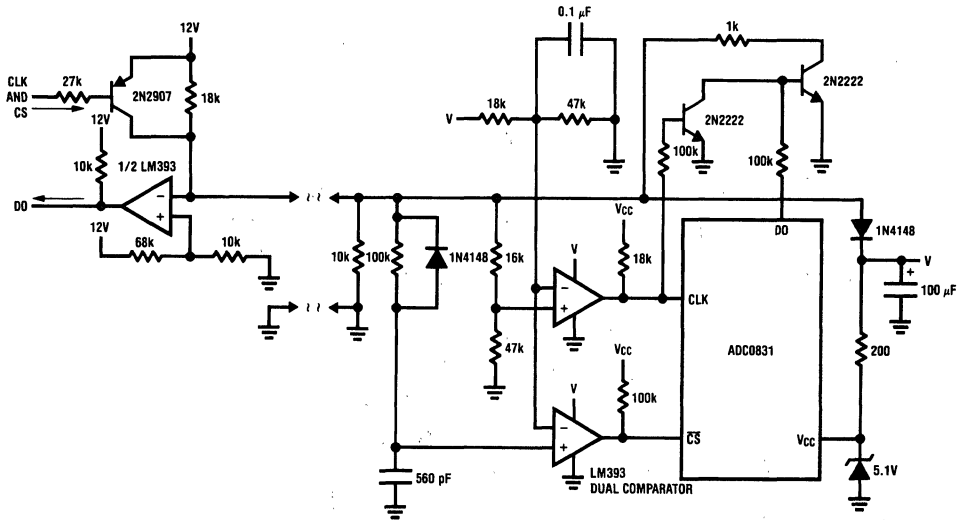 0.1 μF
12V
1k
CLK
AND
CS
27k
2N2907
18k
2N2222
12V
V
18k
47k
2N2222
10k
1/2 LM393
100k
100k
−
+
DO
12V
68k
10k
VCC
DO
1N4148
10k
100k
1N4148
16k
V
18k
V
+
100 μF
−
+
CLK
ADC0831
200
47k
VCC
V
100k
−
+
CS
VCC
560 pF
LM393
DUAL COMPARATOR
5.1V